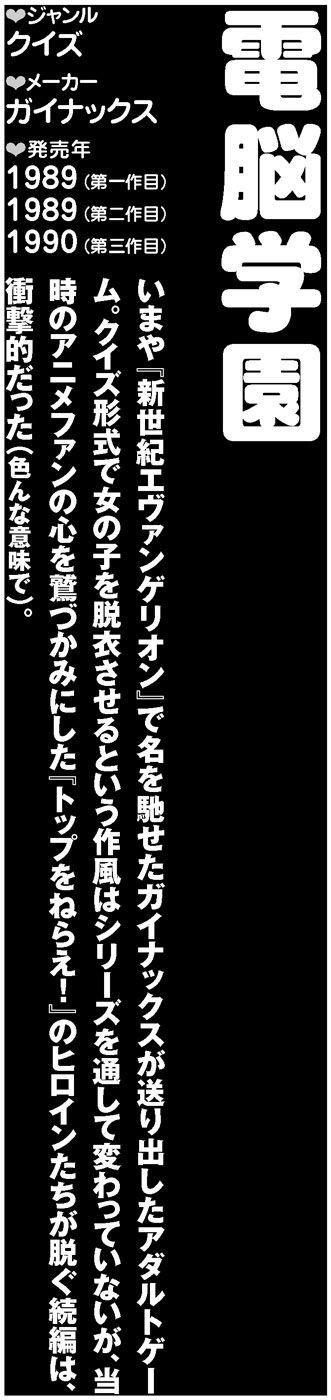 電脳学園
❤ジャンル
クイズ
❤メーカー
ガイナックス
❤発売年
1989（第一作目）
1989（第二作目）
1990（第三作目）
いまや『新世紀エヴァンゲリオン』で名を馳せたガイナックスが送り出したアダルトゲー
ム。クイズ形式で女の子を脱衣させるという作風はシリーズを通して変わっていないが、当
時のアニメファンの心を鷲づかみにした『トップをねらえ！』のヒロインたちが脱ぐ続編は、
衝撃的だった（色んな意味で）。